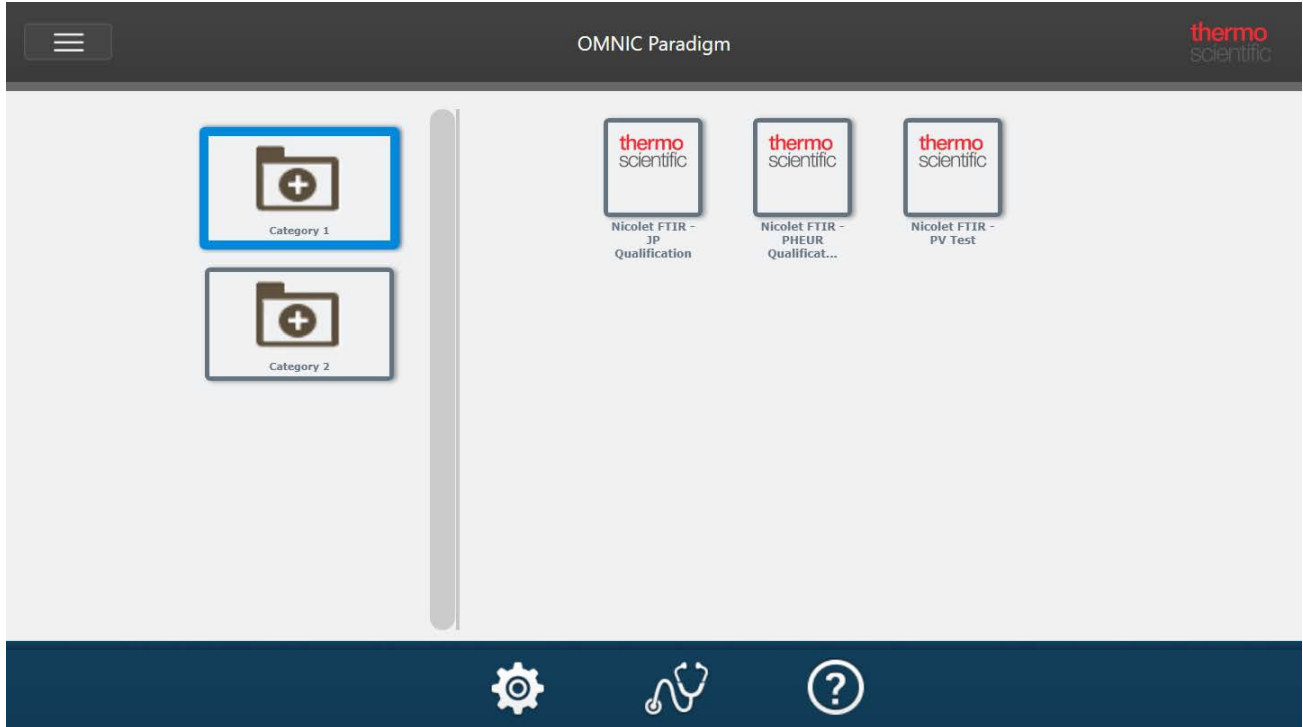 OMNIC Paradigm
thermo
scientific
Category 1
Category 2
thermo
scientific
Nicolet FTIR -
JP
Qualification
thermo
scientific
Nicolet FTIR -
PHEUR
Qualificat...
thermo
scientific
Nicolet FTIR -
PV Test
?